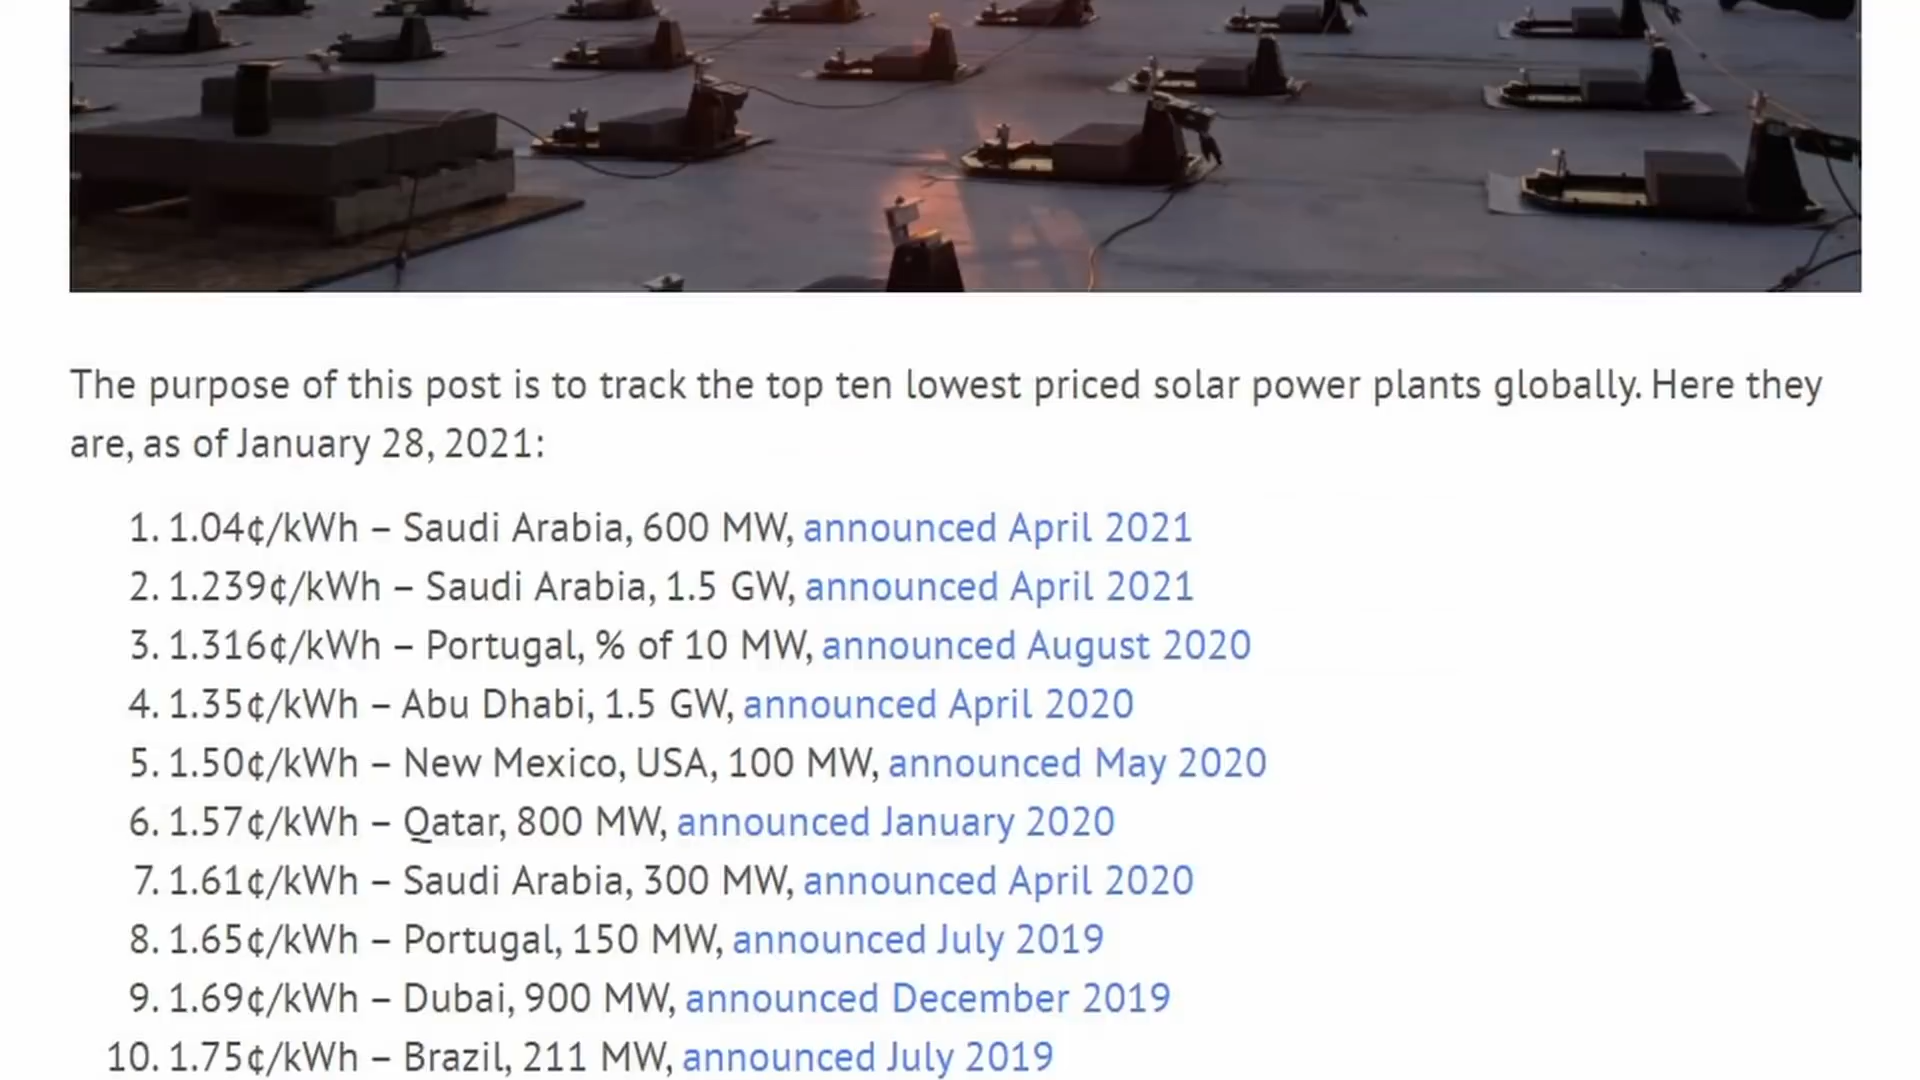 The purpose of this post is to track the top ten lowest priced solar power plants globally. Here they
are, as of January 28, 2021:
1. 1.04¢/kWh – Saudi Arabia, 600 MW, announced April 2021
2. 1.239¢/kWh – Saudi Arabia, 1.5 GW, announced April 2021
3. 1.316¢/kWh – Portugal, % of 10 MW, announced August 2020
4. 1.35¢/kWh – Abu Dhabi, 1.5 GW, announced April 2020
5. 1.50¢/kWh – New Mexico, USA, 100 MW, announced May 2020
6. 1.57¢/kWh – Qatar, 800 MW, announced January 2020
7. 1.61¢/kWh – Saudi Arabia, 300 MW, announced April 2020
8. 1.65¢/kWh – Portugal, 150 MW, announced July 2019
9. 1.69¢/kWh – Dubai, 900 MW, announced December 2019
10. 1.75¢/kWh – Brazil, 211 MW, announced July 2019